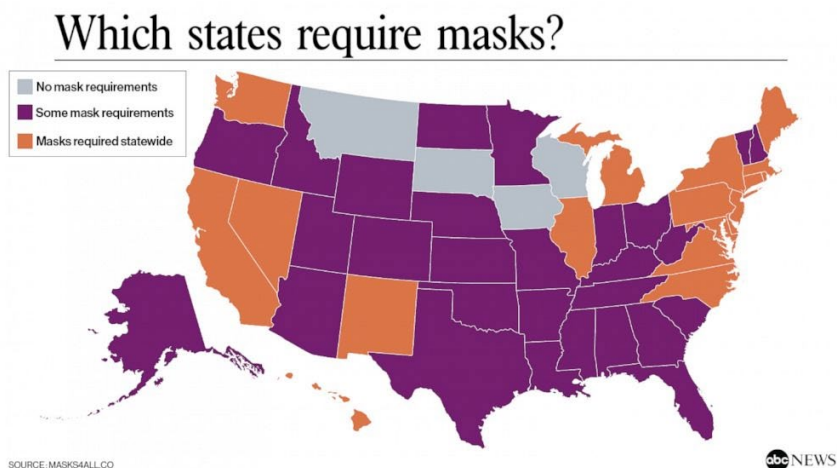 Which states require masks?
No mask requirements
Some mask requirements
Masks required statewide
SOURCE: MASKS4ALL.CO
abc NEWS